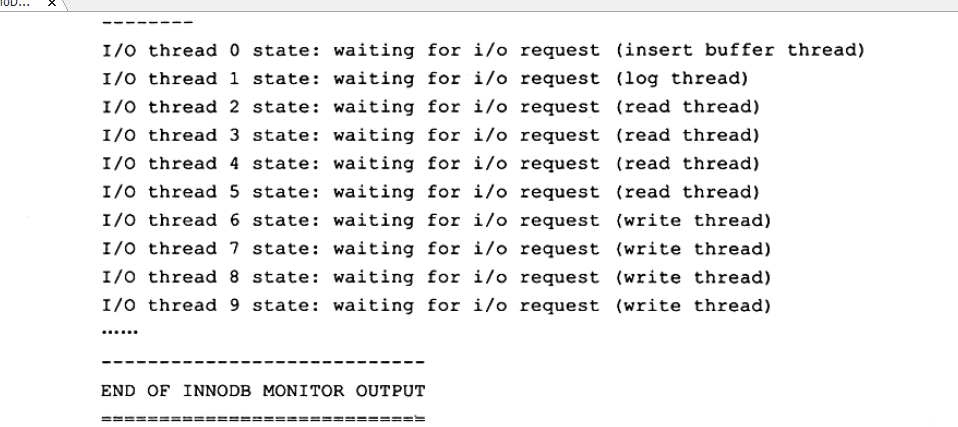 --------
I/O thread 0 state: waiting for i/o request (insert buffer thread)
I/O thread 1 state: waiting for i/o request (log thread)
I/O thread 2 state: waiting for i/o request (read thread)
I/O thread 3 state: waiting for i/o request (read thread)
I/O thread 4 state: waiting for i/o request (read thread)
I/O thread 5 state: waiting for i/o request (read thread)
I/O thread 6 state: waiting for i/o request (write thread)
I/O thread 7 state: waiting for i/o request (write thread)
I/O thread 8 state: waiting for i/o request (write thread)
I/O thread 9 state: waiting for i/o request (write thread)
……
----------------------------
END OF INNODB MONITOR OUTPUT
============================